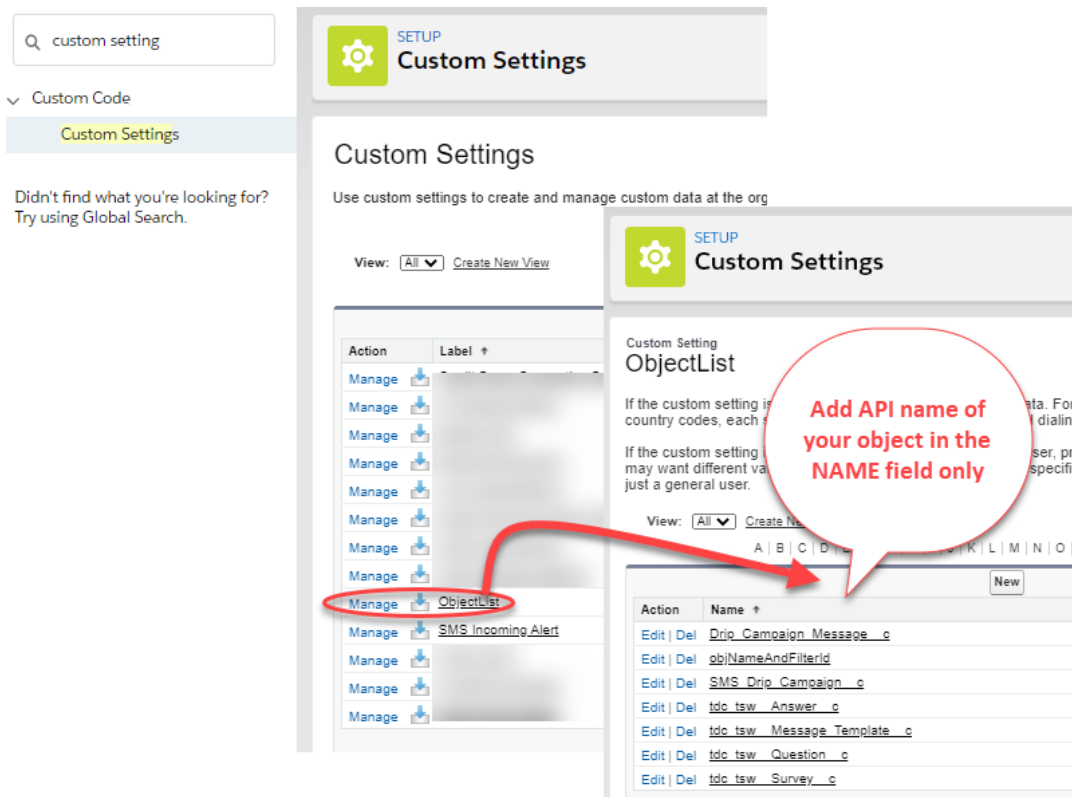 custom setting
Custom Code
Custom Settings
Didn't find what you're looking for?
Try using Global Search.
SETUP
Custom Settings
Custom Settings
Use custom settings to create and manage custom data at the org
View: All Create New View
Action Label ↑
Manage
Manage
Manage
Manage
Manage
Manage
Manage
Manage
Manage ObjectList
Manage SMS Incoming Alert
Manage
Manage
Manage
SETUP
Custom Settings
Custom Setting
ObjectList
If the custom setting is ata. For
country codes, each dialin
If the custom setting ser, pr
may want different va specifi
just a general user.
View: All Create Ne
A | B | C | D | K | L | M | N | O |
Add API name of
your object in the
NAME field only
New
Action Name ↑
Edit | Del Drip_Campaign_Message__c
Edit | Del objNameAndFilterId
Edit | Del SMS_Drip_Campaign__c
Edit | Del tdc_tsw__Answer__c
Edit | Del tdc_tsw__Message_Template__c
Edit | Del tdc_tsw__Question__c
Edit | Del tdc_tsw__Survey__c